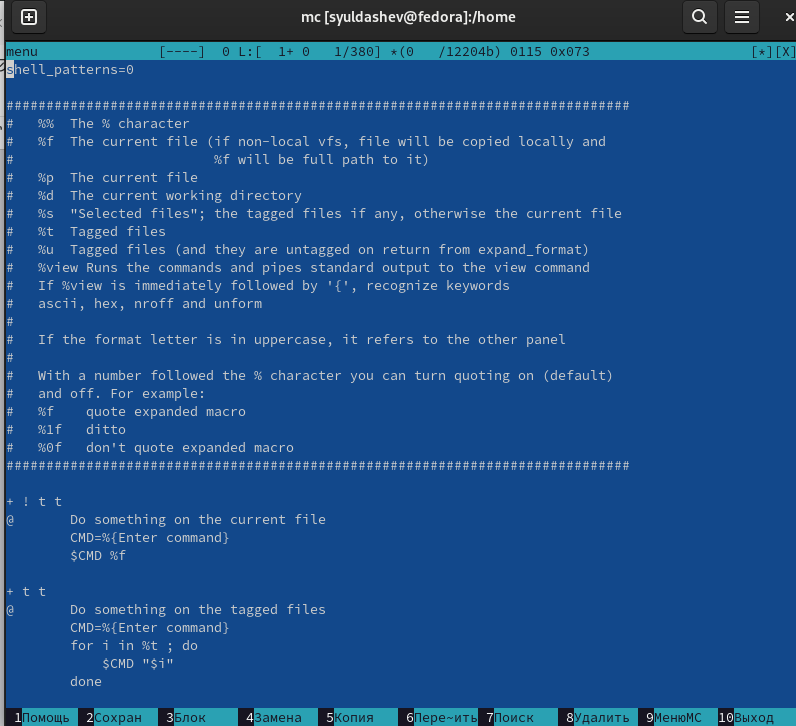 mc [syuldashev@fedora]:/home
menu [----] 0 L:[ 1+ 0 1/380] *(0 /12204b) 0115 0x073 [*][X]
shell_patterns=0
##############################################################################
# %% The % character
# %f The current file (if non-local vfs, file will be copied locally and
# %f will be full path to it)
# %p The current file
# %d The current working directory
# %s "Selected files"; the tagged files if any, otherwise the current file
# %t Tagged files
# %u Tagged files (and they are untagged on return from expand_format)
# %view Runs the commands and pipes standard output to the view command
# If %view is immediately followed by '{', recognize keywords
# ascii, hex, nroff and unform
#
# If the format letter is in uppercase, it refers to the other panel
#
# With a number followed the % character you can turn quoting on (default)
# and off. For example:
# %f quote expanded macro
# %1f ditto
# %0f don't quote expanded macro
##############################################################################
+ ! t t
@ Do something on the current file
CMD=%{Enter command}
$CMD %f
+ t t
@ Do something on the tagged files
CMD=%{Enter command}
for i in %t ; do
$CMD "$i"
done
1Помощь 2Сохран 3Блок 4Замена 5Копия 6Пере~ить 7Поиск 8Удалить 9МенюMC 10Выход